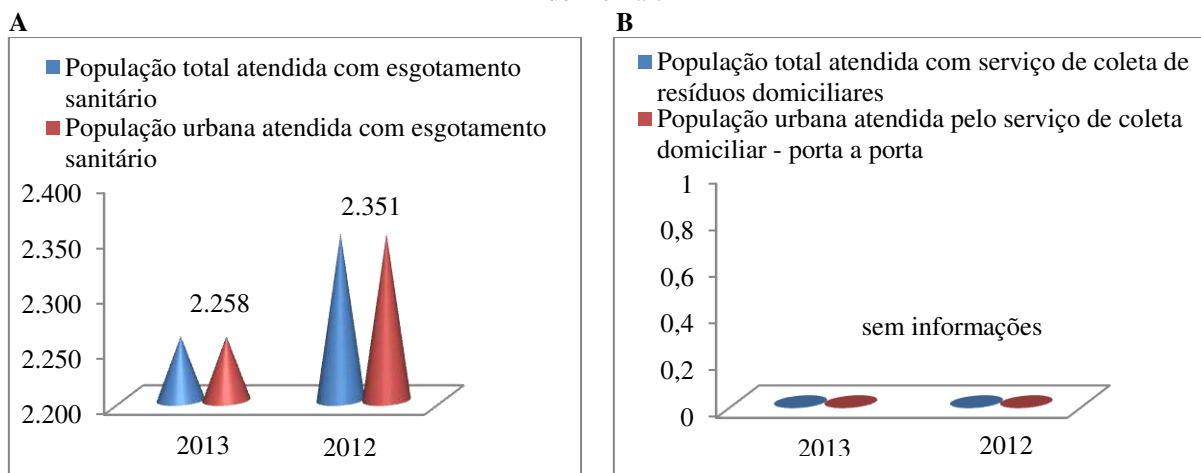 A
População total atendida com esgotamento
sanitário
População urbana atendida com esgotamento
sanitário
2.400
2.350
2.300
2.250
2.200
2.351
2.258
2013
2012
B
População total atendida com serviço de coleta de
resíduos domiciliares
População urbana atendida pelo serviço de coleta
domiciliar - porta a porta
1
0,8
0,6
0,4
0,2
0
sem informações
2013
2012